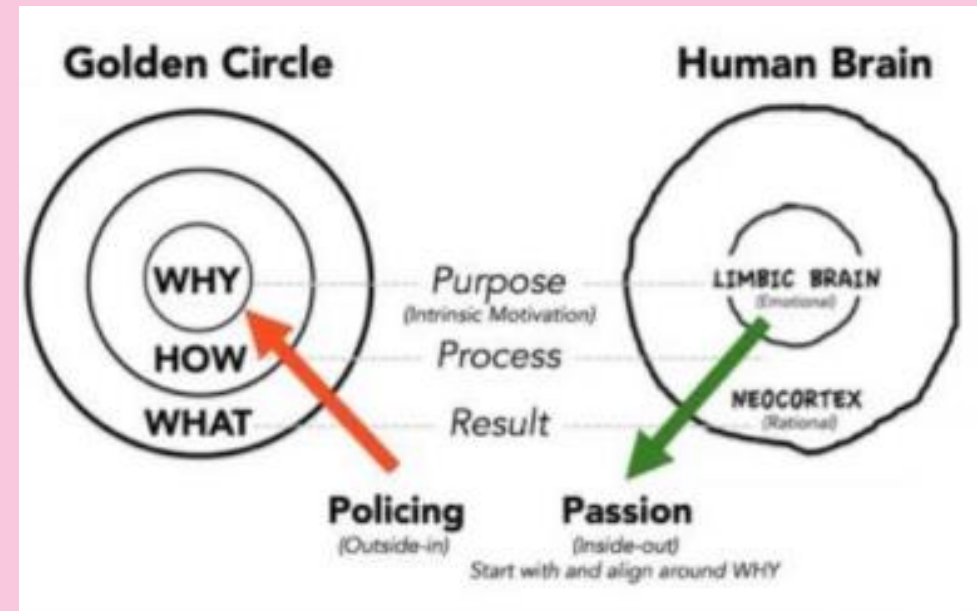 Golden Circle
Human Brain
WHY
HOW
WHAT
Purpose
(Intrinsic Motivation)
Process
Result
LIMBIC BRAIN
(Emotional)
NEOCORTEX
(Rational)
Policing
(Outside-in)
Passion
(Inside-out)
Start with and align around WHY